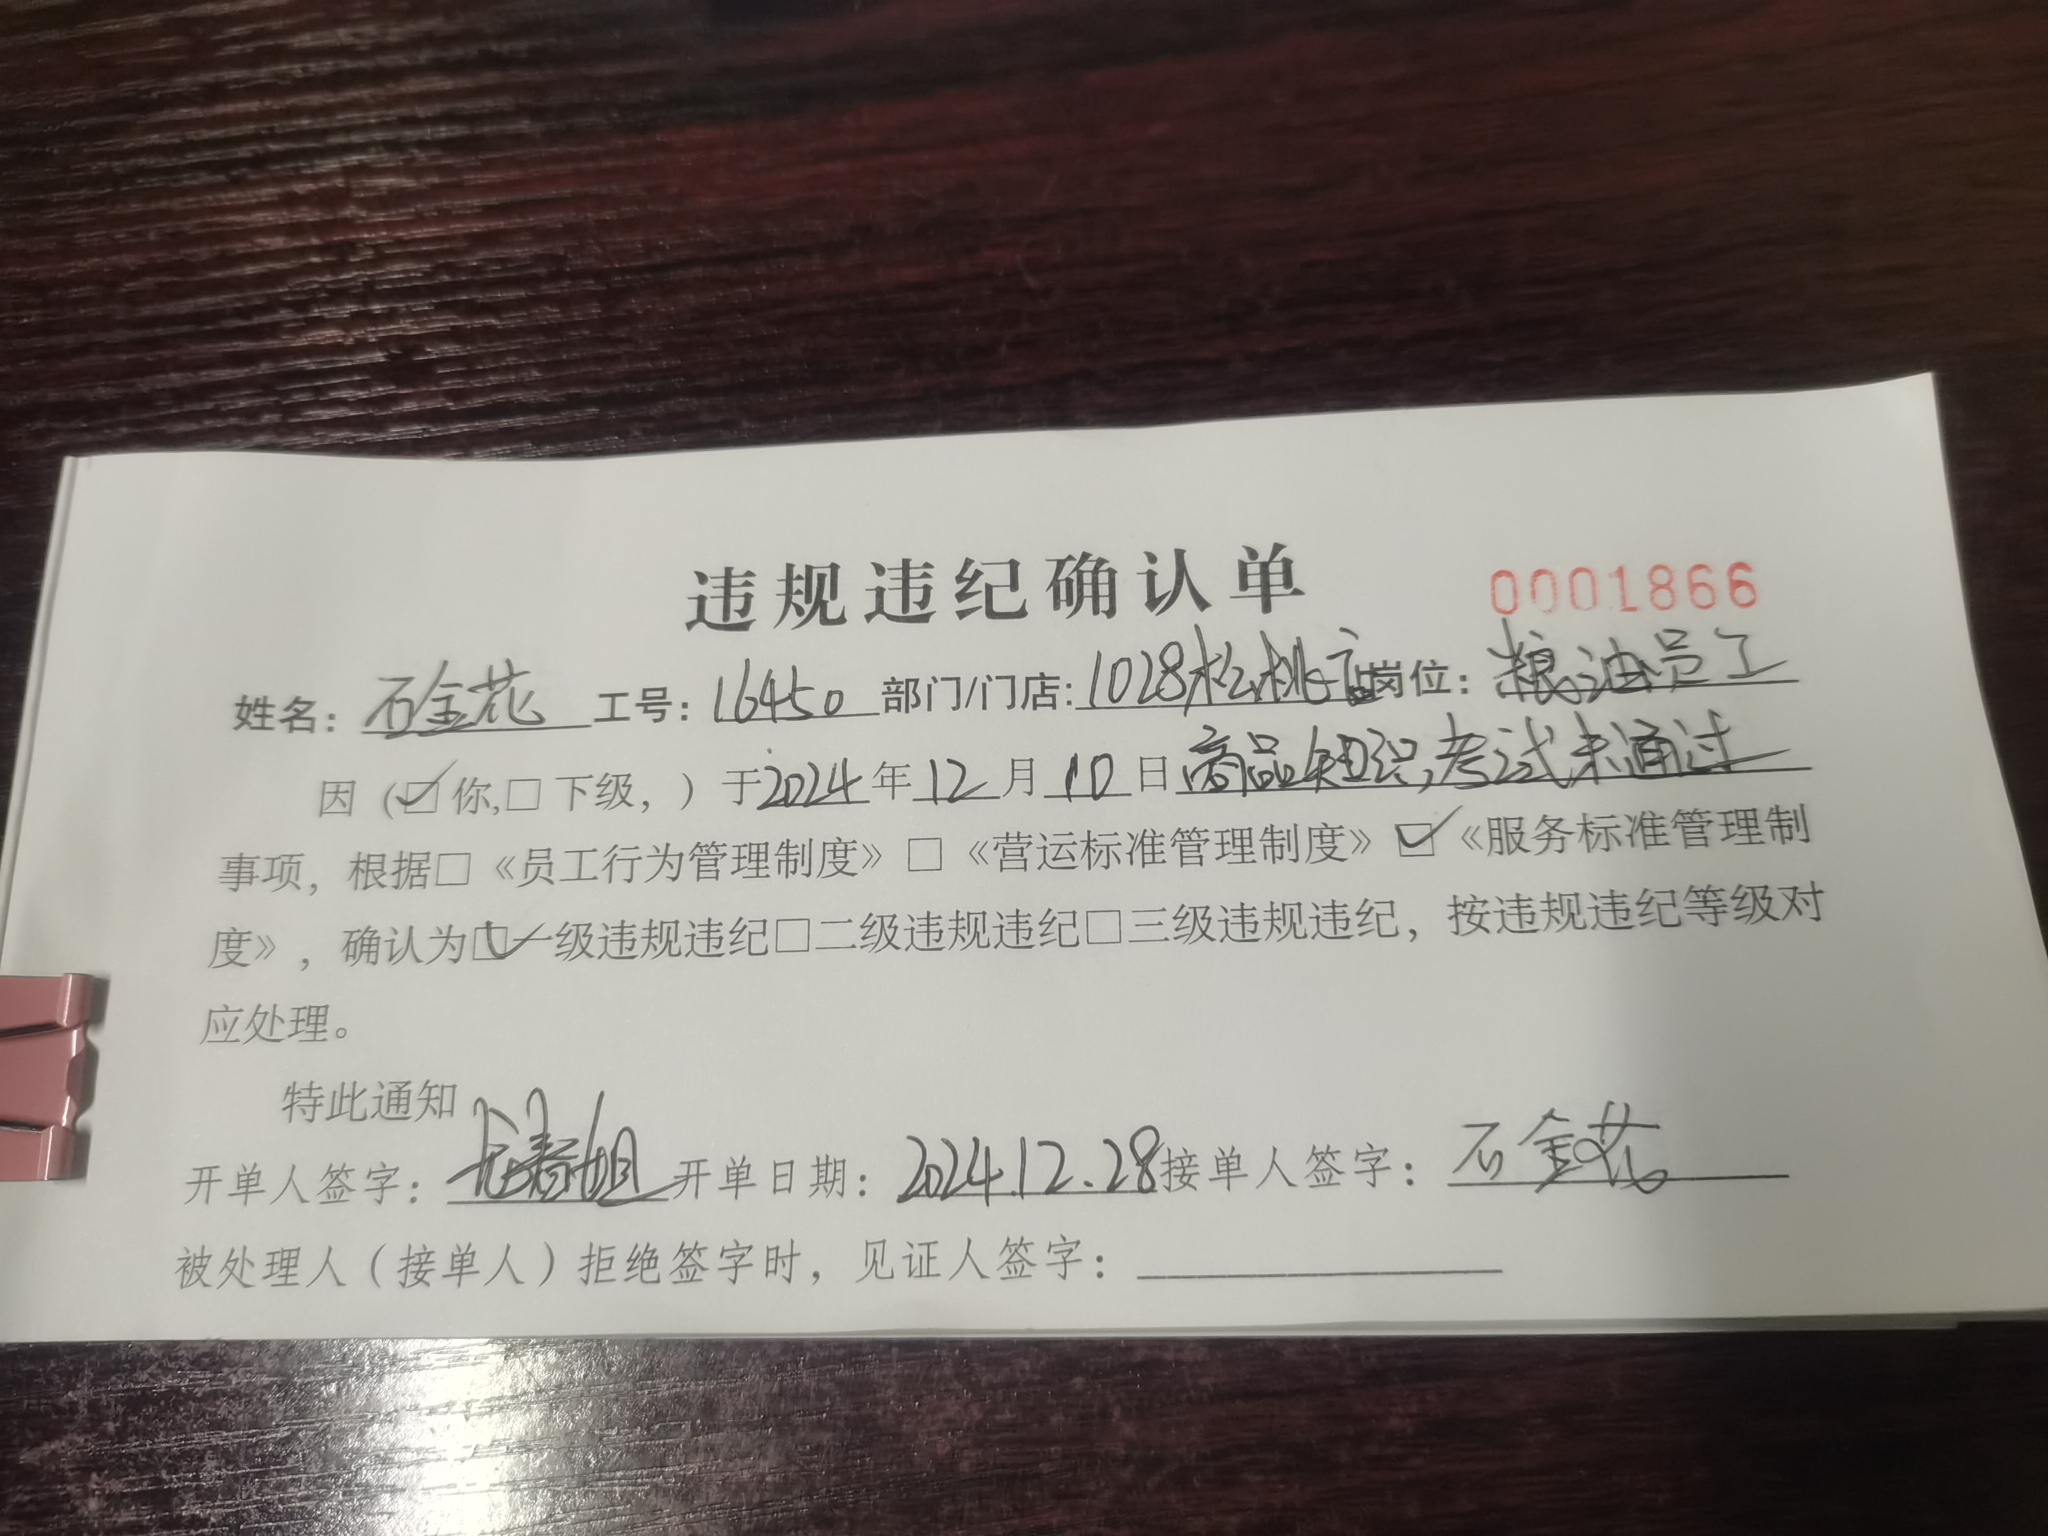 违规违纪确认单
0001866
姓名：石金花 工号：16450 部门/门店：1028松桃店 岗位：粮油员工
因（☑你,□下级，）于2024年12月10日商品知识,考试未通过
事项，根据□《员工行为管理制度》□《营运标准管理制度》☑《服务标准管理制
度》，确认为☑一级违规违纪□二级违规违纪□三级违规违纪，按违规违纪等级对
应处理。
特此通知
开单人签字： 开单日期：2024.12.28 接单人签字：石金花
被处理人（接单人）拒绝签字时，见证人签字：